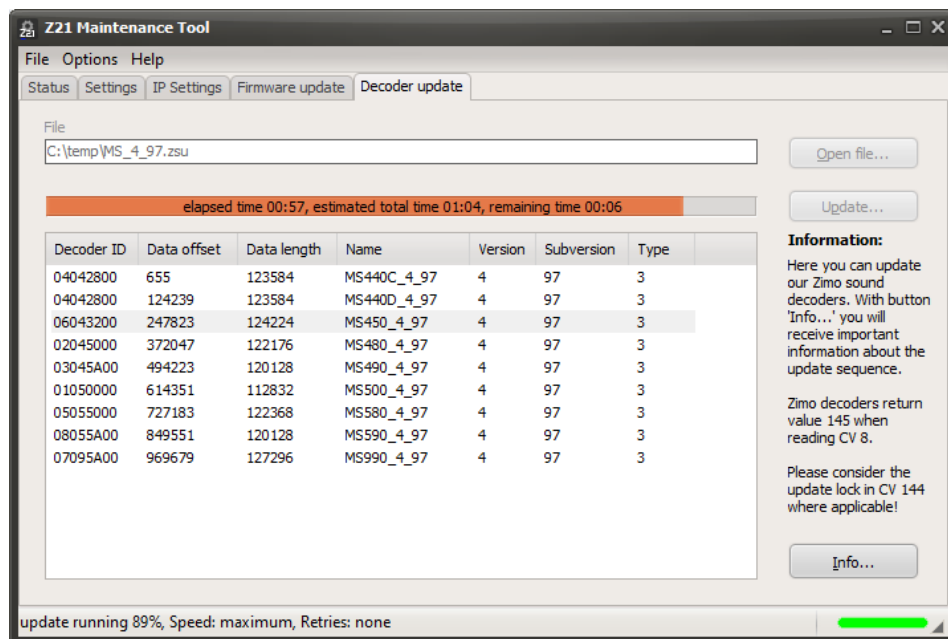 Z21 Z21 Maintenance Tool
File Options Help
Status Settings IP Settings Firmware update Decoder update
File
C:\temp\MS_4_97.zsu
Open file...
elapsed time 00:57, estimated total time 01:04, remaining time 00:06
Update...
Decoder ID Data offset Data length Name Version Subversion Type
04042800 655 123584 MS440C_4_97 4 97 3
04042800 124239 123584 MS440D_4_97 4 97 3
06043200 247823 124224 MS450_4_97 4 97 3
02045000 372047 122176 MS480_4_97 4 97 3
03045A00 494223 120128 MS490_4_97 4 97 3
01050000 614351 112832 MS500_4_97 4 97 3
05055000 727183 122368 MS580_4_97 4 97 3
08055A00 849551 120128 MS590_4_97 4 97 3
07095A00 969679 127296 MS990_4_97 4 97 3
Information:
Here you can update
our Zimo sound
decoders. With button
'Info...' you will
receive important
information about the
update sequence.
Zimo decoders return
value 145 when
reading CV 8.
Please consider the
update lock in CV 144
where applicable!
Info...
update running 89%, Speed: maximum, Retries: none